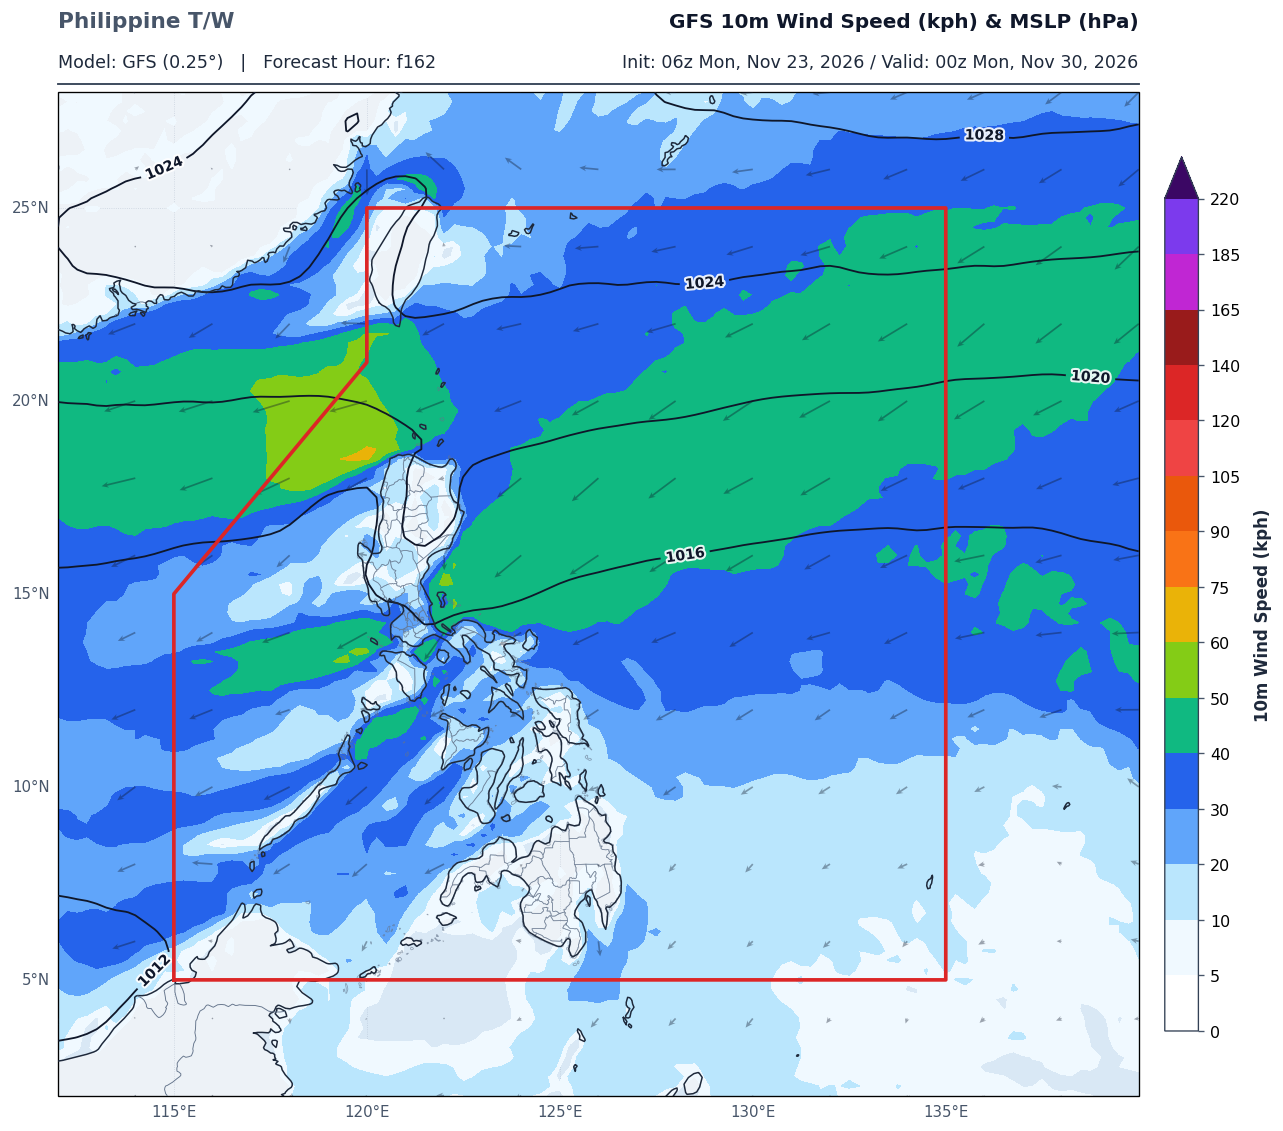 Philippine T/W
GFS 10m Wind Speed (kph) & MSLP (hPa)
Model: GFS (0.25°) | Forecast Hour: f162
Init: 06z Mon, Nov 23, 2026 / Valid: 00z Mon, Nov 30, 2026
1028
1024
25°N
1024
1020
20°N
1016
15°N
10°N
1012
5°N
115°E
120°E
125°E
130°E
135°E
220
185
165
140
120
105
90
75
60
50
40
30
20
10
5
0
10m Wind Speed (kph)